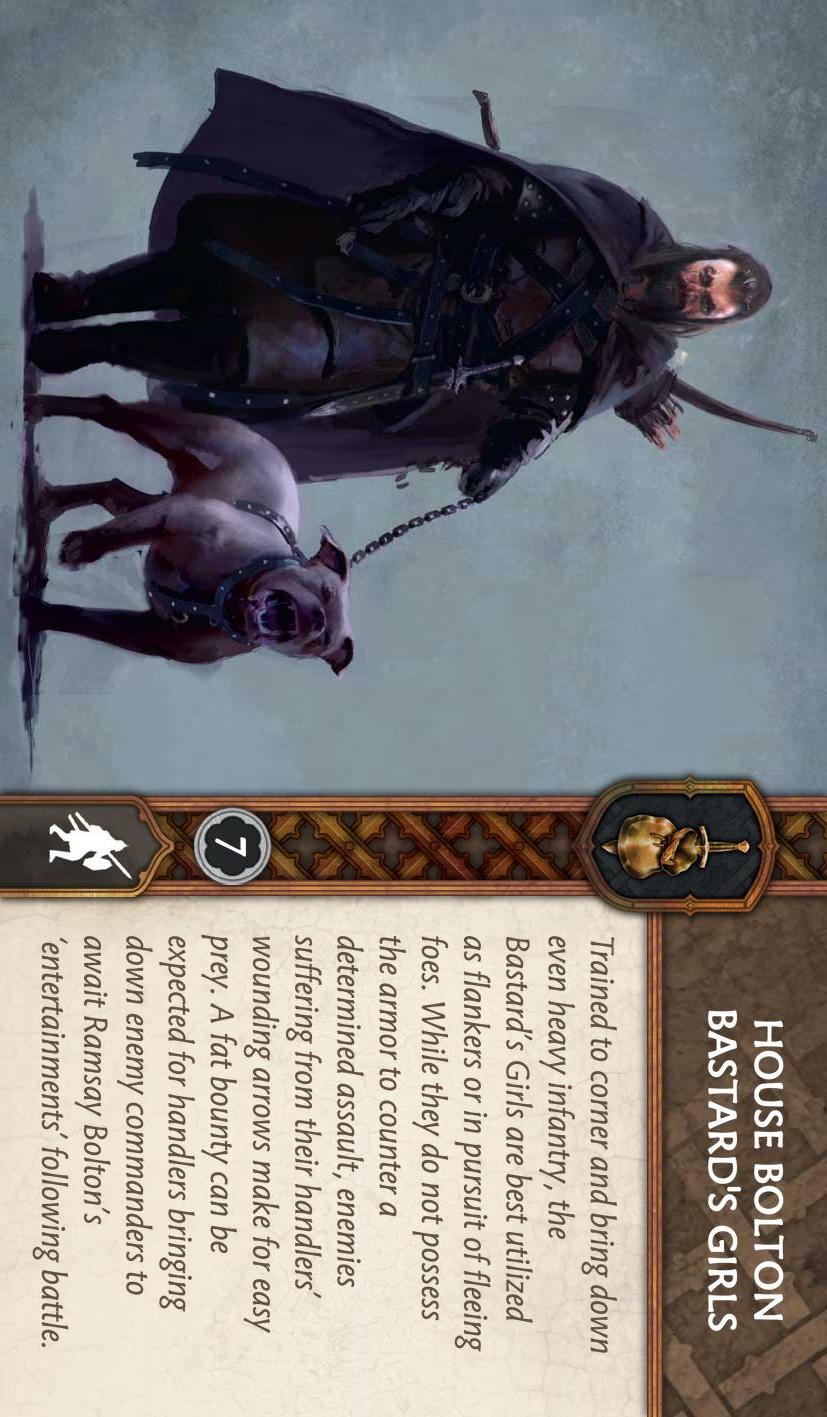 HOUSE BOLTON
BASTARD'S GIRLS
7
Trained to corner and bring down
even heavy infantry, the
Bastard's Girls are best utilized
as flankers or in pursuit of fleeing
foes. While they do not possess
the armor to counter a
determined assault, enemies
suffering from their handlers'
wounding arrows make for easy
prey. A fat bounty can be
expected for handlers bringing
down enemy commanders to
await Ramsay Bolton's
'entertainments' following battle.